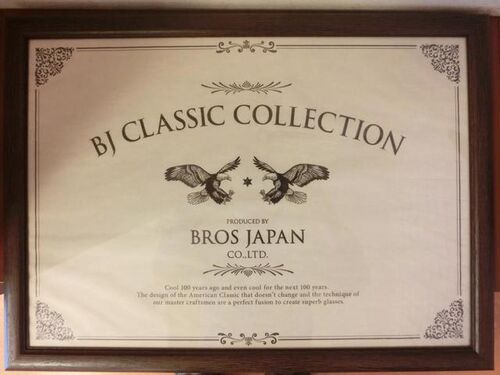 BJ CLASSIC COLLECTION
PRODUCED BY
BROS JAPAN
CO.,LTD.
Cool 100 years ago and even cool for the next 100 years.
The design of the American Classic that doesn't change and the technique of
our master craftsmen are a perfect fusion to create superb glasses.